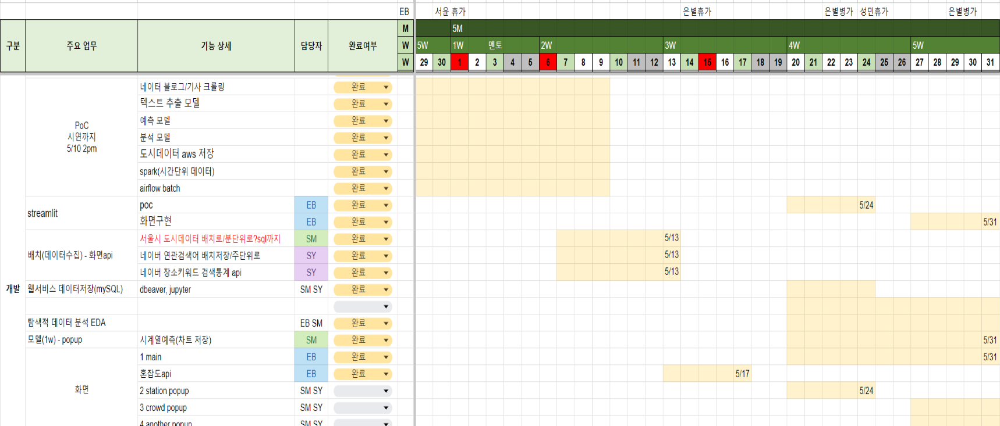 EB 서윤 휴가 은별휴가 은별병가 성민휴가 은별병가
구분 주요 업무 기능 상세 담당자 완료여부
M 5M
W 5W 1W 멘토 2W 3W 4W 5W
W 29 30 1 2 3 4 5 6 7 8 9 10 11 12 13 14 15 16 17 18 19 20 21 22 23 24 25 26 27 28 29 30 31
개발
PoC
시연까지
5/10 2pm
네이터 블로그/기사 크롤링 완료
텍스트 추출 모델 완료
예측 모델 완료
분석 모델 완료
도시데이터 aws 저장 완료
spark(시간단위 데이터) 완료
airflow batch 완료
streamlit
poc EB 완료 5/24
화면구현 EB 완료 5/31
배치(데이터수집) - 화면api
서울시 도시데이터 배치로/분단위로?sql까지 SM 완료 5/13
네이버 연관검색어 배치저장/주단위로 SY 완료 5/13
네이버 장소키워드 검색통계 api SY 완료 5/13
웹서비스 데이터저장(mySQL) dbeaver, jupyter SM SY 완료
탐색적 데이터 분석 EDA EB SM 완료
모델(1w) - popup 시계열예측(차트 저장) SM 완료 5/31
화면
1 main EB 완료 5/31
혼잡도api EB 완료 5/17
2 station popup SM SY 5/24
3 crowd popup SM SY
4 another popup SM SY